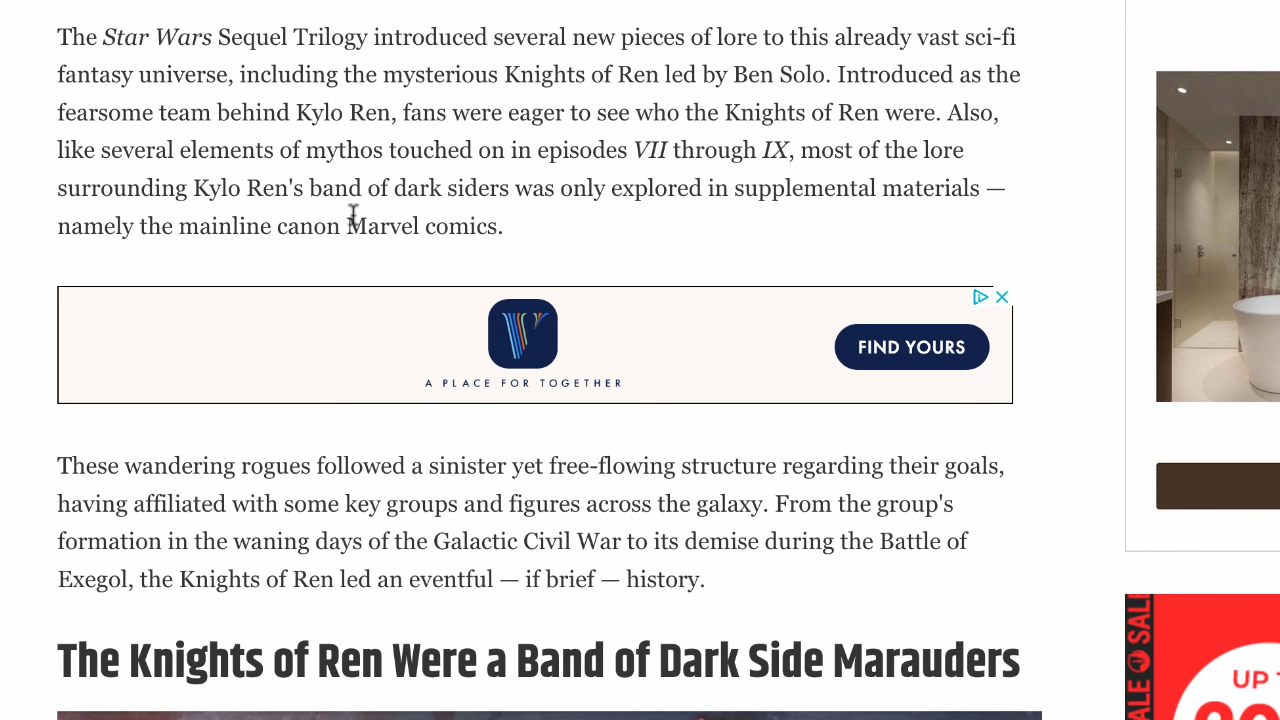 The Star Wars Sequel Trilogy introduced several new pieces of lore to this already vast sci-fi
fantasy universe, including the mysterious Knights of Ren led by Ben Solo. Introduced as the
fearsome team behind Kylo Ren, fans were eager to see who the Knights of Ren were. Also,
like several elements of mythos touched on in episodes VII through IX, most of the lore
surrounding Kylo Ren's band of dark siders was only explored in supplemental materials —
namely the mainline canon Marvel comics.
V
A PLACE FOR TOGETHER
FIND YOURS
These wandering rogues followed a sinister yet free-flowing structure regarding their goals,
having affiliated with some key groups and figures across the galaxy. From the group's
formation in the waning days of the Galactic Civil War to its demise during the Battle of
Exegol, the Knights of Ren led an eventful — if brief — history.
The Knights of Ren Were a Band of Dark Side Marauders
SALE
UP